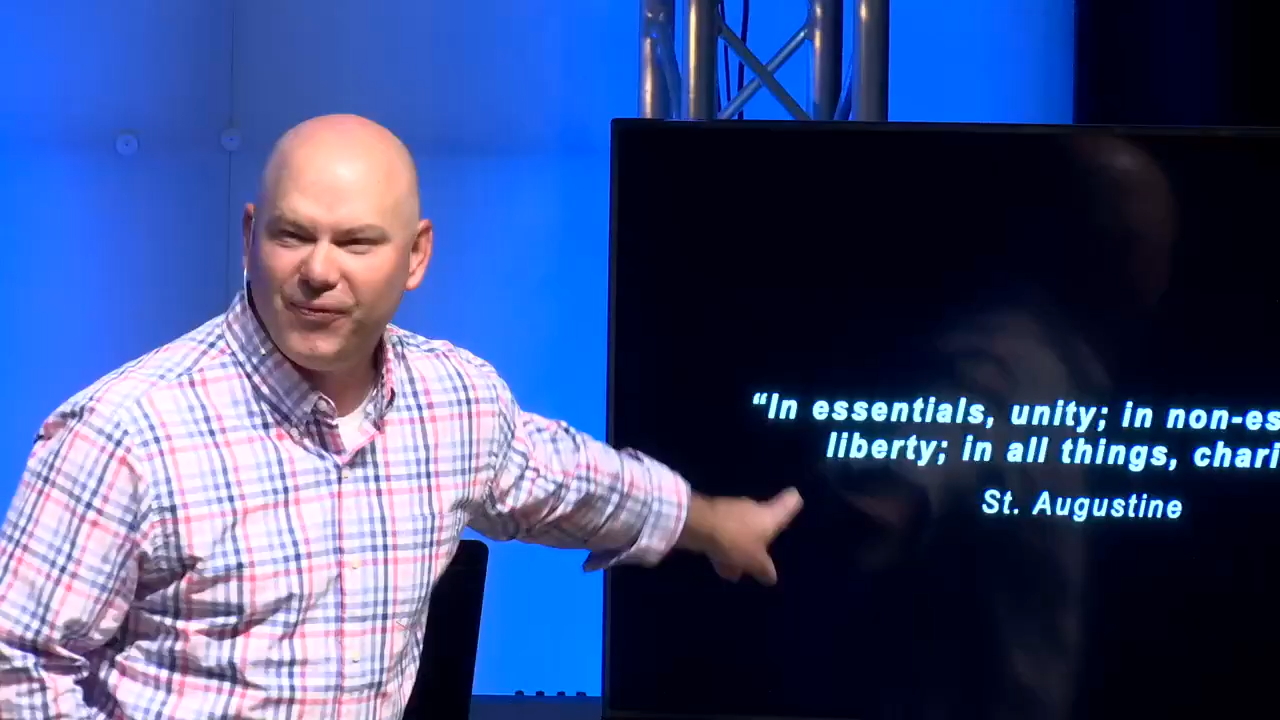 “In essentials, unity; in non-es
liberty; in all things, chari
St. Augustine